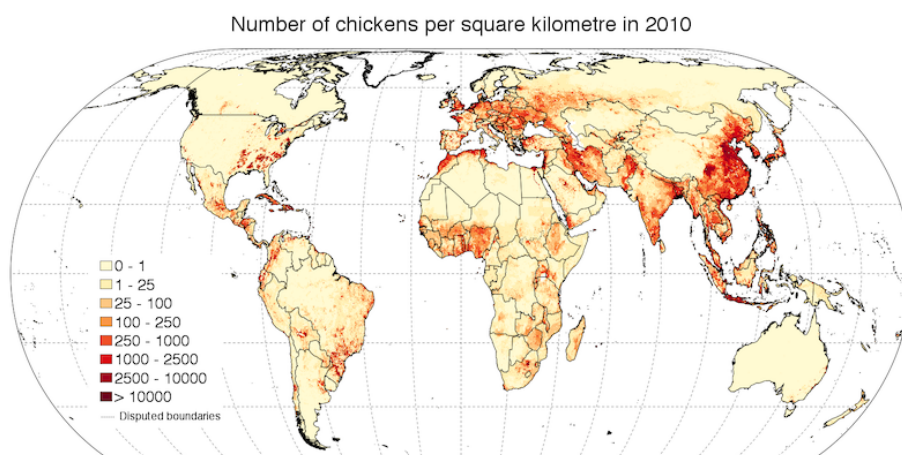 Number of chickens per square kilometre in 2010
0 - 1
1 - 25
25 - 100
100 - 250
250 - 1000
1000 - 2500
2500 - 10000
> 10000
Disputed boundaries